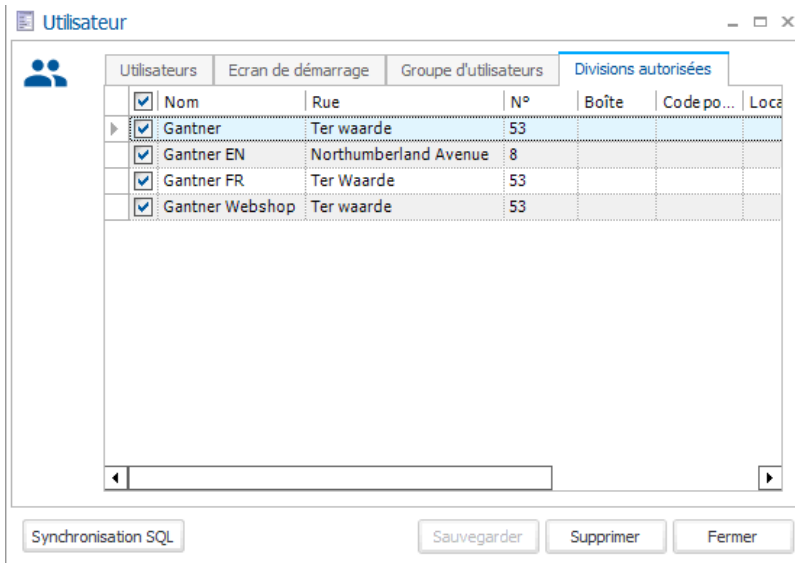 Utilisateur
Utilisateurs Ecran de démarrage Groupe d'utilisateurs Divisions autorisées
Nom Rue N° Boîte Code po... Loca
Gantner Ter waarde 53
Gantner EN Northumberland Avenue 8
Gantner FR Ter Waarde 53
Gantner Webshop Ter waarde 53
Synchronisation SQL Sauvegarder Supprimer Fermer